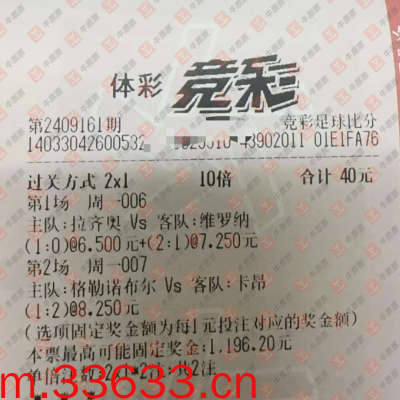 体彩 竞彩
第2409161期 竞彩足球比分
14033042600532 3902011 01E1FA76
过关方式 2x1 10倍 合计 40元
第1场 周一006
主队:拉齐奥 Vs 客队:维罗纳
(1:0)@6.500元+(2:1)@7.250元
第2场 周一007
主队:格勒诺布尔 Vs 客队:卡昂
(1:2)@8.250元
(选项固定奖金额为每1元投注对应的奖金额)
本票最高可能固定奖金:1,196.20元
m.33633.cn